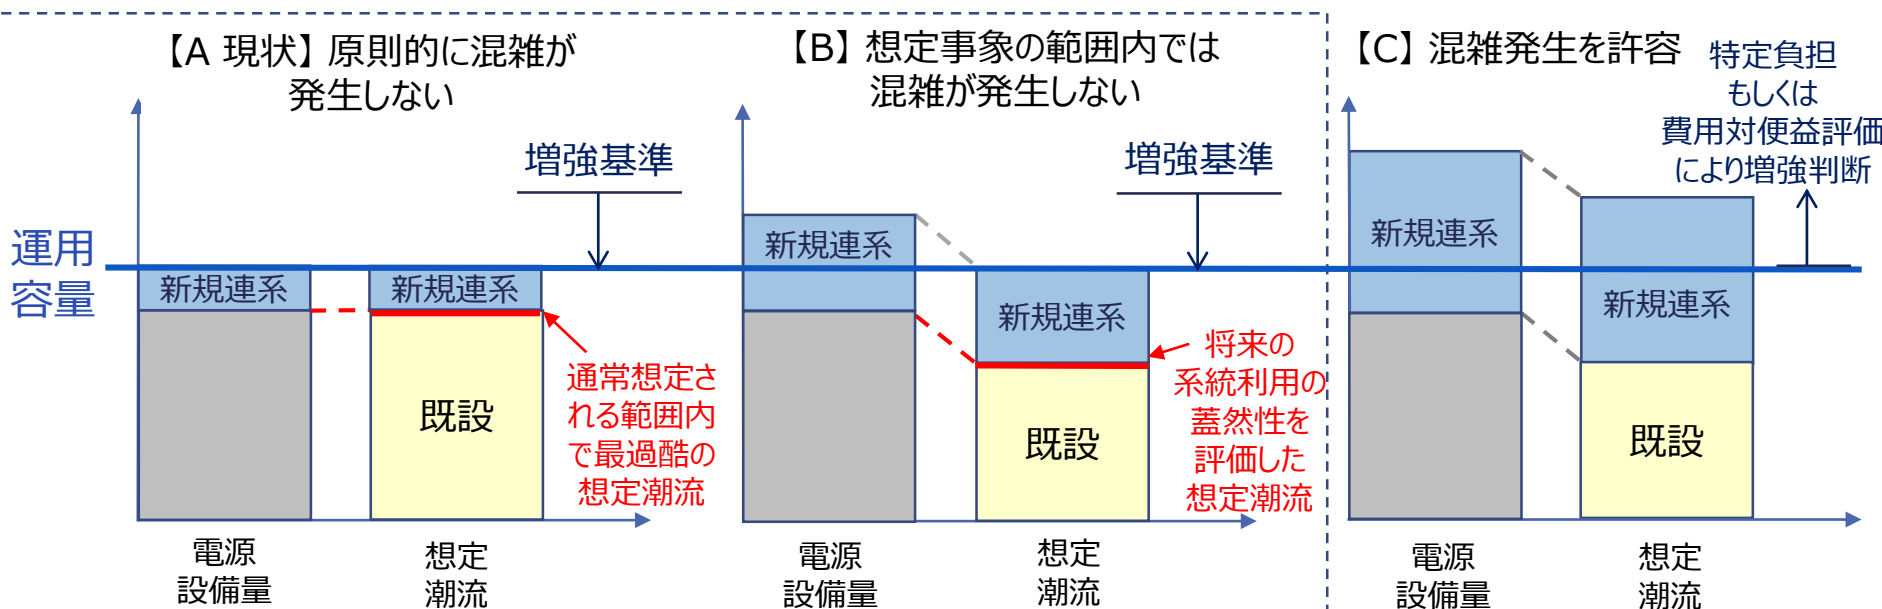 【A 現状】原則的に混雑が
発生しない
【B】想定事象の範囲内では
混雑が発生しない
【C】混雑発生を許容
特定負担
もしくは
費用対便益評価
により増強判断
増強基準
増強基準
運用
容量
新規連系
新規連系
既設
通常想定さ
れる範囲内
で最過酷の
想定潮流
電源
設備量
想定
潮流
新規連系
新規連系
既設
将来の
系統利用の
蓋然性を
評価した
想定潮流
電源
設備量
想定
潮流
新規連系
新規連系
既設
電源
設備量
想定
潮流